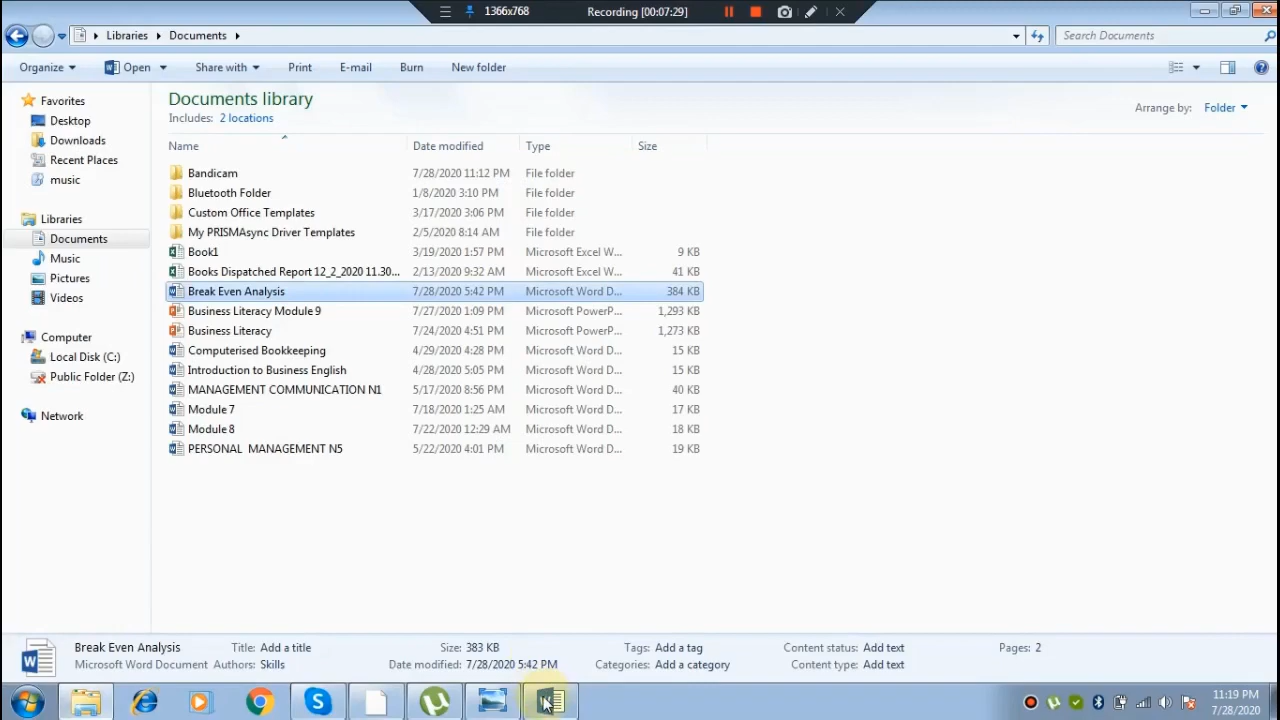 1366x768 Recording [00:07:29]
Libraries Documents Search Documents
Organize Open Share with Print E-mail Burn New folder
Favorites
Desktop
Downloads
Recent Places
music
Libraries
Documents
Music
Pictures
Videos
Computer
Local Disk (C:)
Public Folder (Z:)
Network
Documents library
Includes: 2 locations
Arrange by: Folder
Name Date modified Type Size
Bandicam 7/28/2020 11:12 PM File folder
Bluetooth Folder 1/8/2020 3:10 PM File folder
Custom Office Templates 3/17/2020 3:06 PM File folder
My PRISMAsync Driver Templates 2/5/2020 8:14 AM File folder
Book1 3/19/2020 1:57 PM Microsoft Excel W... 9 KB
Books Dispatched Report 12_2_2020 11.30... 2/13/2020 9:32 AM Microsoft Excel W... 41 KB
Break Even Analysis 7/28/2020 5:42 PM Microsoft Word D... 384 KB
Business Literacy Module 9 7/27/2020 1:09 PM Microsoft PowerP... 1,293 KB
Business Literacy 7/24/2020 4:51 PM Microsoft PowerP... 1,273 KB
Computerised Bookkeeping 4/29/2020 4:28 PM Microsoft Word D... 15 KB
Introduction to Business English 4/28/2020 5:05 PM Microsoft Word D... 15 KB
MANAGEMENT COMMUNICATION N1 5/17/2020 8:56 PM Microsoft Word D... 40 KB
Module 7 7/18/2020 1:25 AM Microsoft Word D... 17 KB
Module 8 7/22/2020 12:29 AM Microsoft Word D... 18 KB
PERSONAL MANAGEMENT N5 5/22/2020 4:01 PM Microsoft Word D... 19 KB
Break Even Analysis Title: Add a title Size: 383 KB Tags: Add a tag Content status: Add text Pages: 2
Microsoft Word Document Authors: Skills Date modified: 7/28/2020 5:42 PM Categories: Add a category Content type: Add text
11:19 PM
7/28/2020